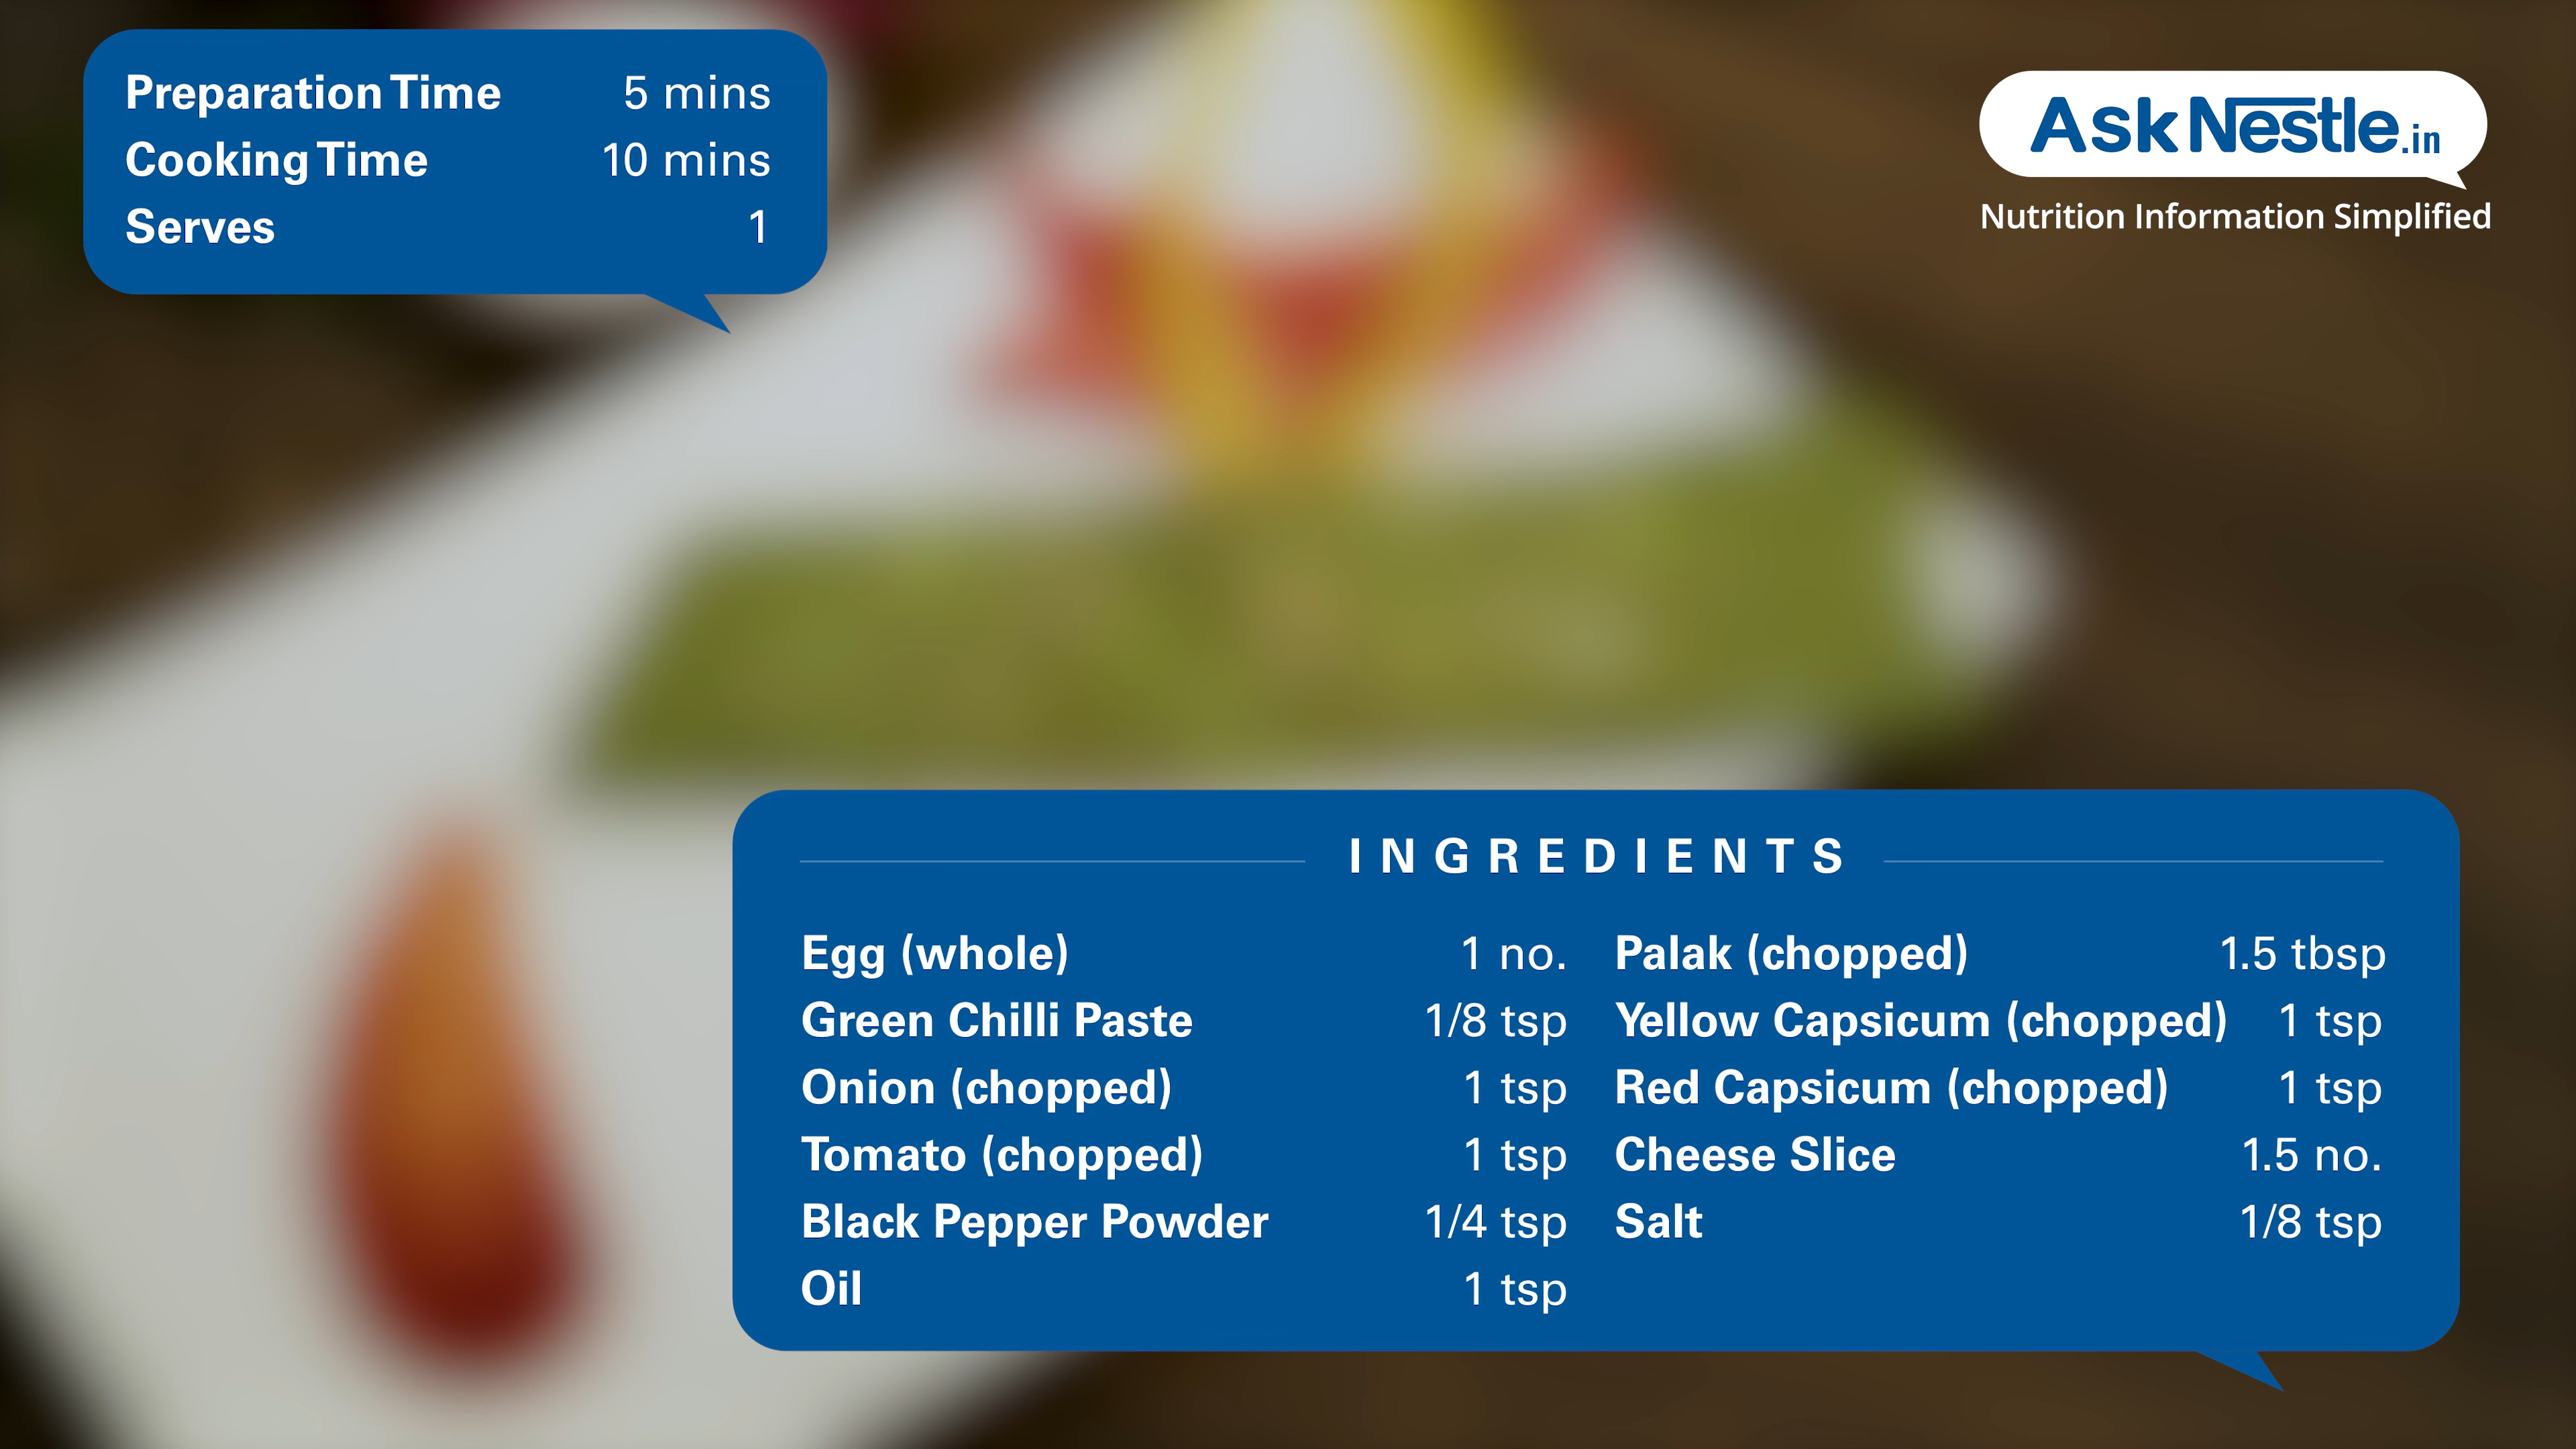 Preparation Time 5 mins
Cooking Time 10 mins
Serves 1
Ask Nestle.in
Nutrition Information Simplified
INGREDIENTS
Egg (whole) 1 no.
Green Chilli Paste 1/8 tsp
Onion (chopped) 1 tsp
Tomato (chopped) 1 tsp
Black Pepper Powder 1/4 tsp
Oil 1 tsp
Palak (chopped) 1.5 tbsp
Yellow Capsicum (chopped) 1 tsp
Red Capsicum (chopped) 1 tsp
Cheese Slice 1.5 no.
Salt 1/8 tsp